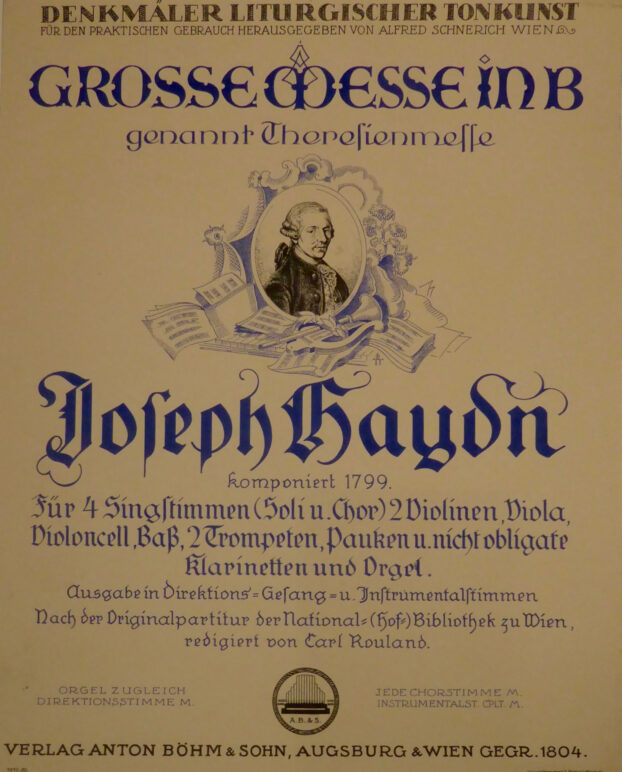 DENKMÄLER LITURGISCHER TONKUNST
FÜR DEN PRAKTISCHEN GEBRAUCH HERAUSGEGEBEN VON ALFRED SCHNERICH WIEN
GROSSE MESSE IN B
genannt Theresienmesse
Joseph Haydn
komponiert 1799.
Für 4 Singstimmen (Soli u. Chor) 2 Violinen, Viola,
Violoncell, Baß, 2 Trompeten, Pauken u. nicht obligate
Klarinetten und Orgel.
Ausgabe in Direktions= Gesang= u. Instrumentalstimmen
Nach der Originalpartitur der National= (Hof=) Bibliothek zu Wien,
redigiert von Carl Rouland.
ORGEL ZUGLEICH
DIREKTIONSSTIMME M.
A.B.&S.
JEDE CHORSTIMME M.
INSTRUMENTALST. CPLT. M.
VERLAG ANTON BÖHM & SOHN, AUGSBURG & WIEN GEGR. 1804.